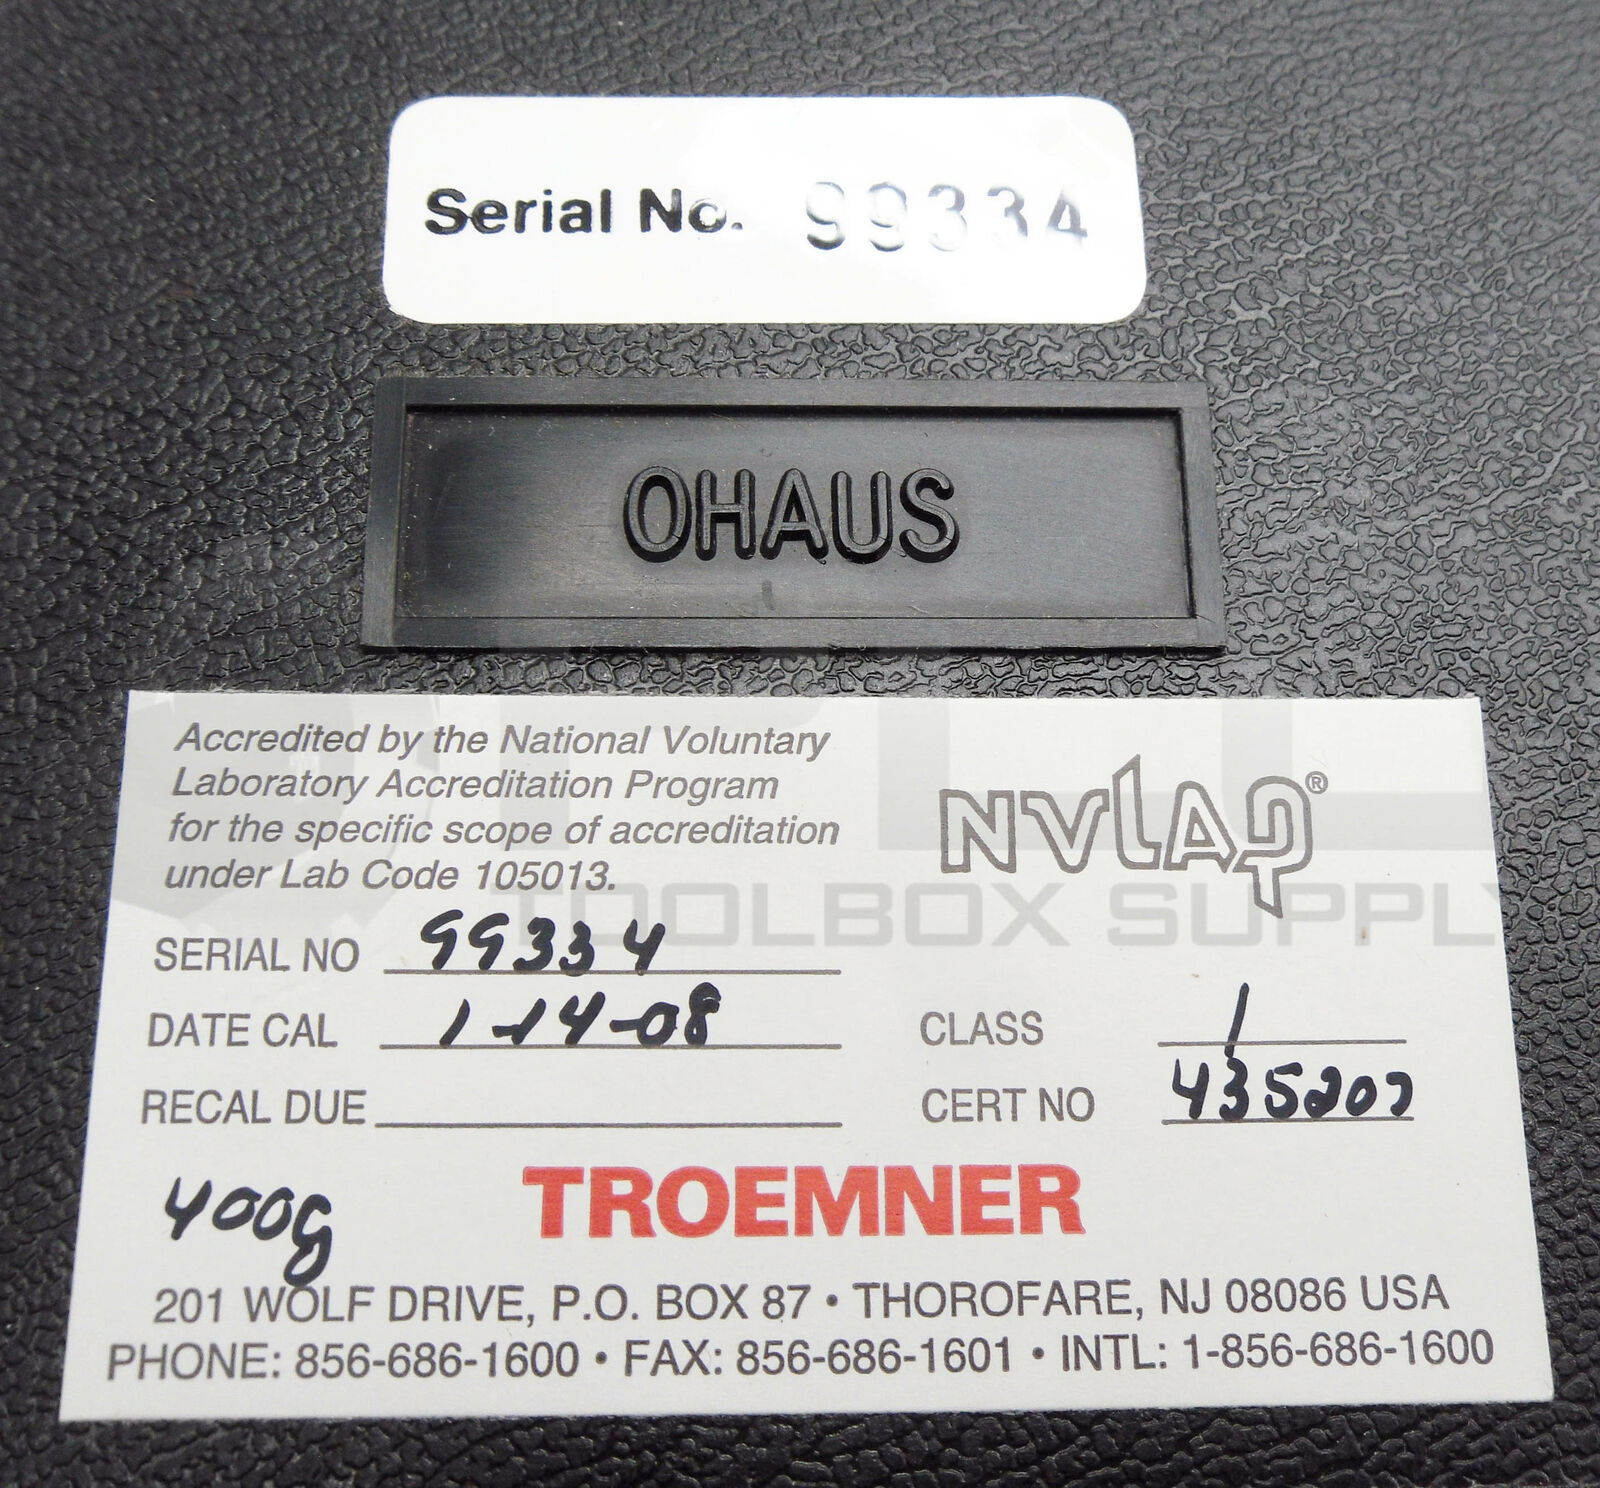 Serial No. 99334
OHAUS
Accredited by the National Voluntary
Laboratory Accreditation Program
for the specific scope of accreditation
under Lab Code 105013.
NVLAP®
TOOLBOX SUPPLY
SERIAL NO 99334
DATE CAL 1-14-08
CLASS 1
RECAL DUE
CERT NO 435207
400g
TROEMNER
201 WOLF DRIVE, P.O. BOX 87 • THOROFARE, NJ 08086 USA
PHONE: 856-686-1600 • FAX: 856-686-1601 • INTL: 1-856-686-1600